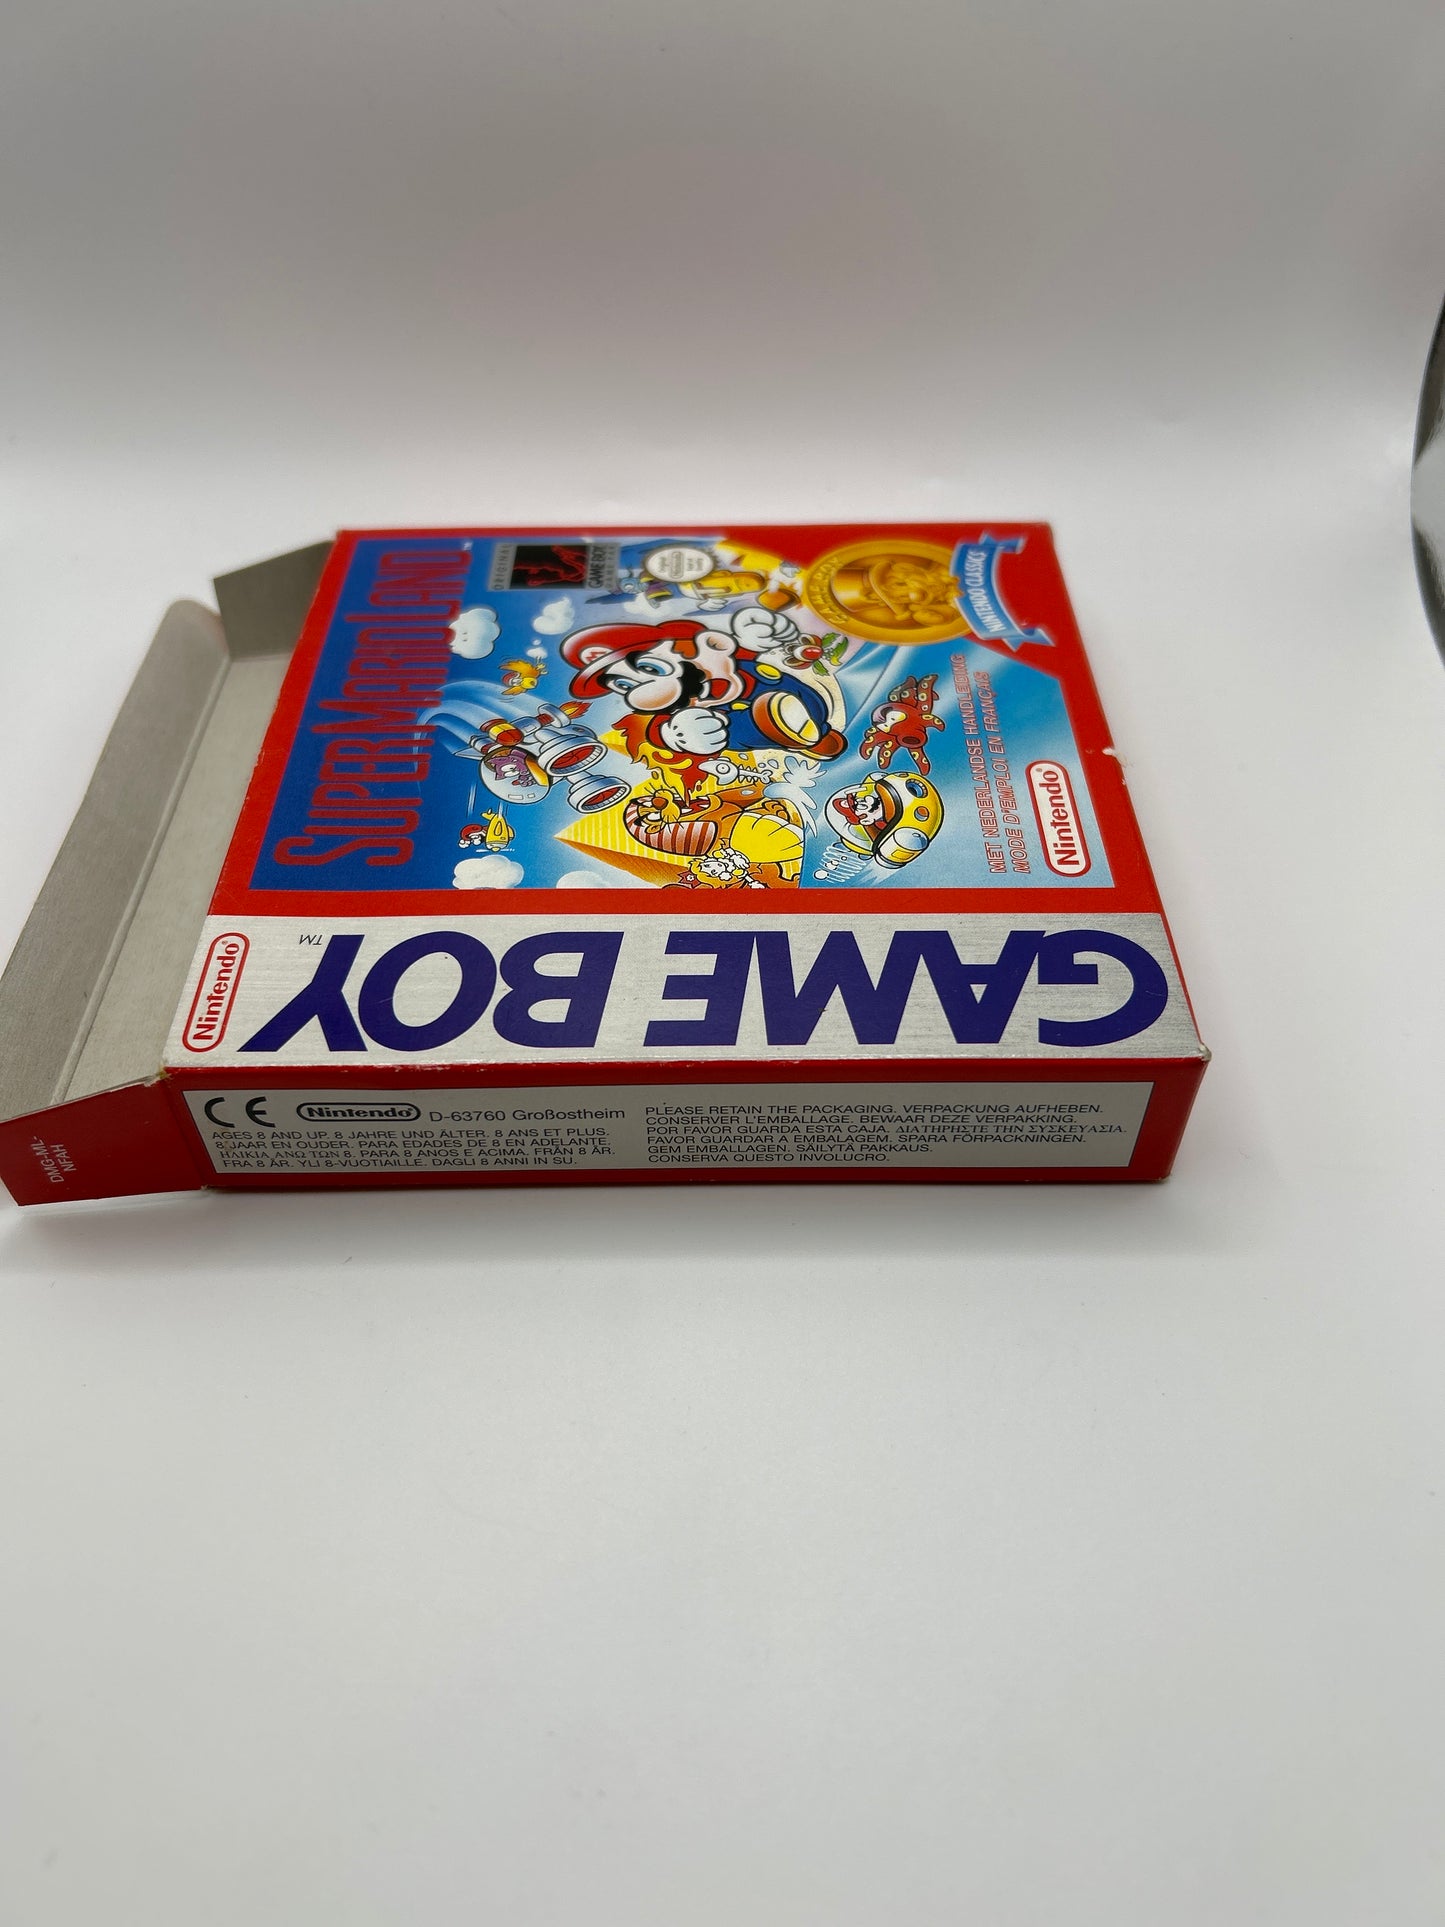 SUPER MARIO LAND™
ORIGINAL
GAME BOY
GAME PAK
NINTENDO CLASSICS
MET NEDERLANDSE HANDLEIDING
MODE D'EMPLOI EN FRANÇAIS
Nintendo®
Nintendo®
GAME BOY™
CE Nintendo D-63760 Großostheim
AGES 8 AND UP. 8 JAHRE UND ÄLTER. 8 ANS ET PLUS.
8 JAAR EN OUDER. PARA EDADES DE 8 EN ADELANTE.
ΗΛΙΚΙΑ ΑΝΩ ΤΩΝ 8. PARA 8 ANOS E ACIMA. FRÅN 8 ÅR.
FRA 8 ÅR. YLI 8-VUOTIAILLE. DAGLI 8 ANNI IN SU.
PLEASE RETAIN THE PACKAGING. VERPACKUNG AUFHEBEN.
CONSERVER L'EMBALLAGE. BEWAAR DEZE VERPAKKING.
POR FAVOR GUARDA ESTA CAJA. ΔΙΑΤΗΡΗΣΤΕ ΤΗΝ ΣΥΣΚΕΥΑΣΙΑ.
FAVOR GUARDAR A EMBALAGEM. SPARA FÖRPACKNINGEN.
GEM EMBALLAGEN. SÄILYTÄ PAKKAUS.
CONSERVA QUESTO INVOLUCRO.
DMG-ML-
NFAH